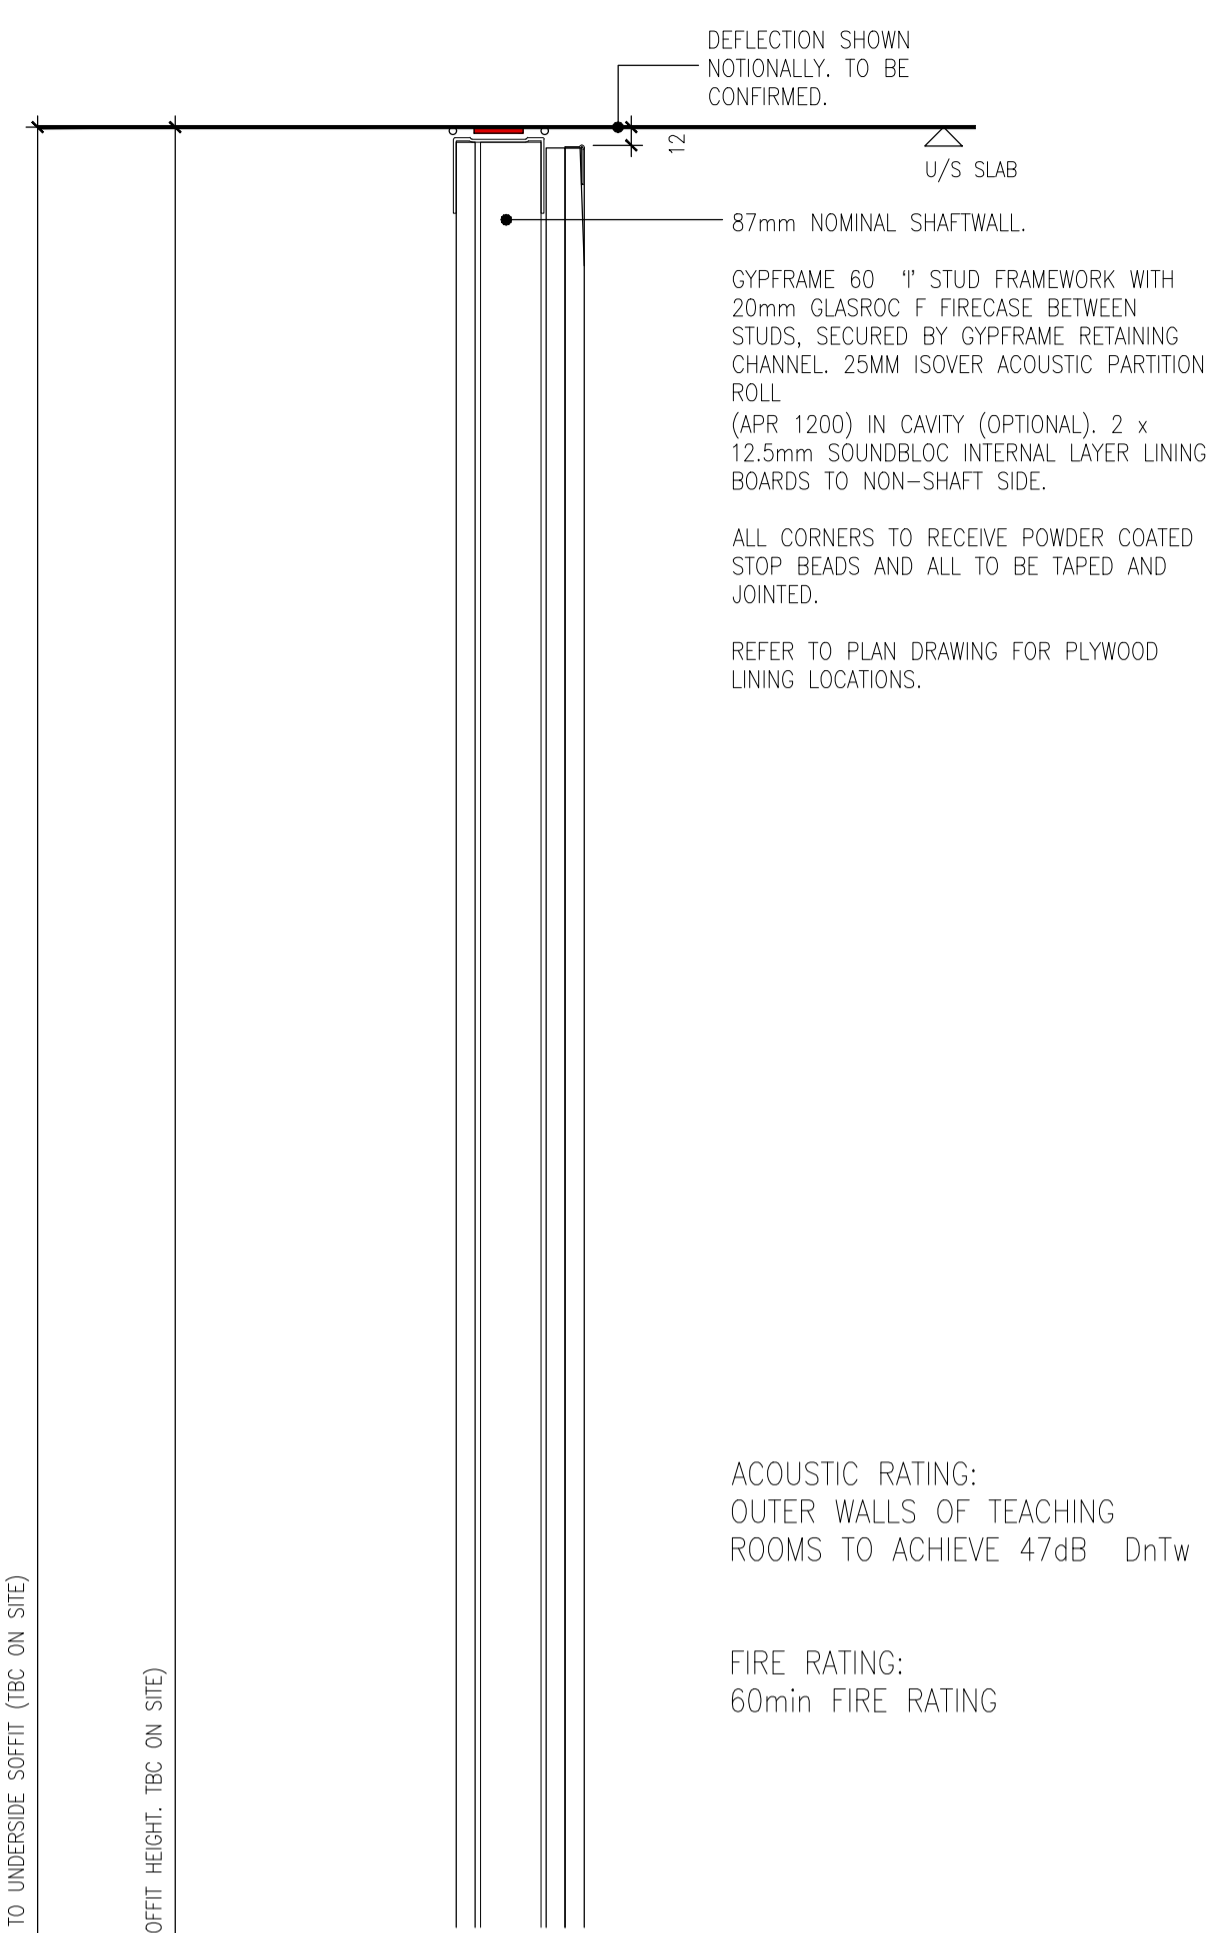 DEFLECTION SHOWN
NOTIONALLY. TO BE
CONFIRMED.
12
U/S SLAB
87mm NOMINAL SHAFTWALL.
GYPFRAME 60 ‘I’ STUD FRAMEWORK WITH
20mm GLASROC F FIRECASE BETWEEN
STUDS, SECURED BY GYPFRAME RETAINING
CHANNEL. 25MM ISOVER ACOUSTIC PARTITION
ROLL
(APR 1200) IN CAVITY (OPTIONAL). 2 x
12.5mm SOUNDBLOC INTERNAL LAYER LINING
BOARDS TO NON-SHAFT SIDE.
ALL CORNERS TO RECEIVE POWDER COATED
STOP BEADS AND ALL TO BE TAPED AND
JOINTED.
REFER TO PLAN DRAWING FOR PLYWOOD
LINING LOCATIONS.
ACOUSTIC RATING:
OUTER WALLS OF TEACHING
ROOMS TO ACHIEVE 47dB DnTw
FIRE RATING:
60min FIRE RATING
TO UNDERSIDE SOFFIT (TBC ON SITE)
OFFIT HEIGHT. TBC ON SITE)